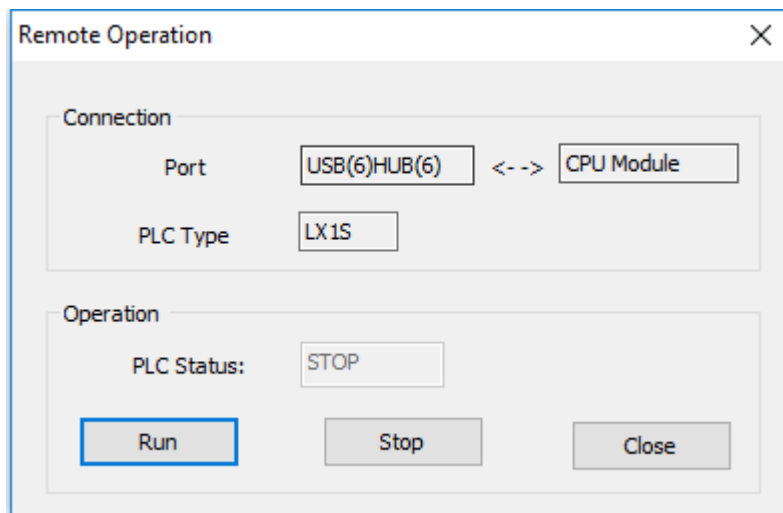 Remote Operation
Connection
Port USB(6)HUB(6) <--> CPU Module
PLC Type LX1S
Operation
PLC Status: STOP
Run Stop Close